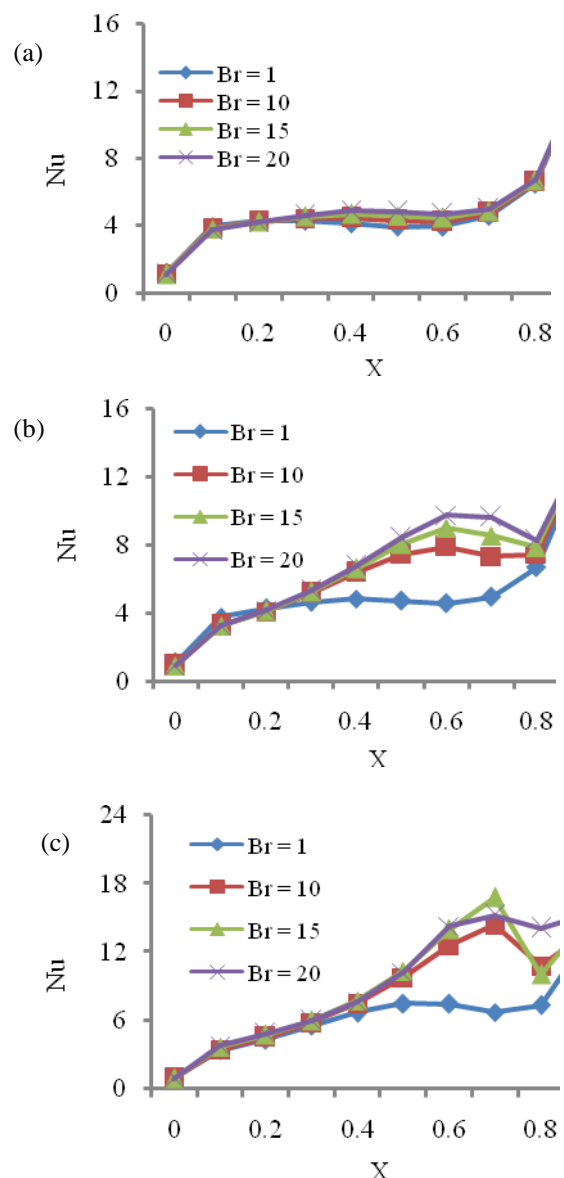 (a)
16
12
8
4
0
Nu
Br = 1
Br = 10
Br = 15
Br = 20
0 0.2 0.4 0.6 0.8
X
(b)
16
12
8
4
0
Nu
Br = 1
Br = 10
Br = 15
Br = 20
0 0.2 0.4 0.6 0.8
X
(c)
24
18
12
6
0
Nu
Br = 1
Br = 10
Br = 15
Br = 20
0 0.2 0.4 0.6 0.8
X